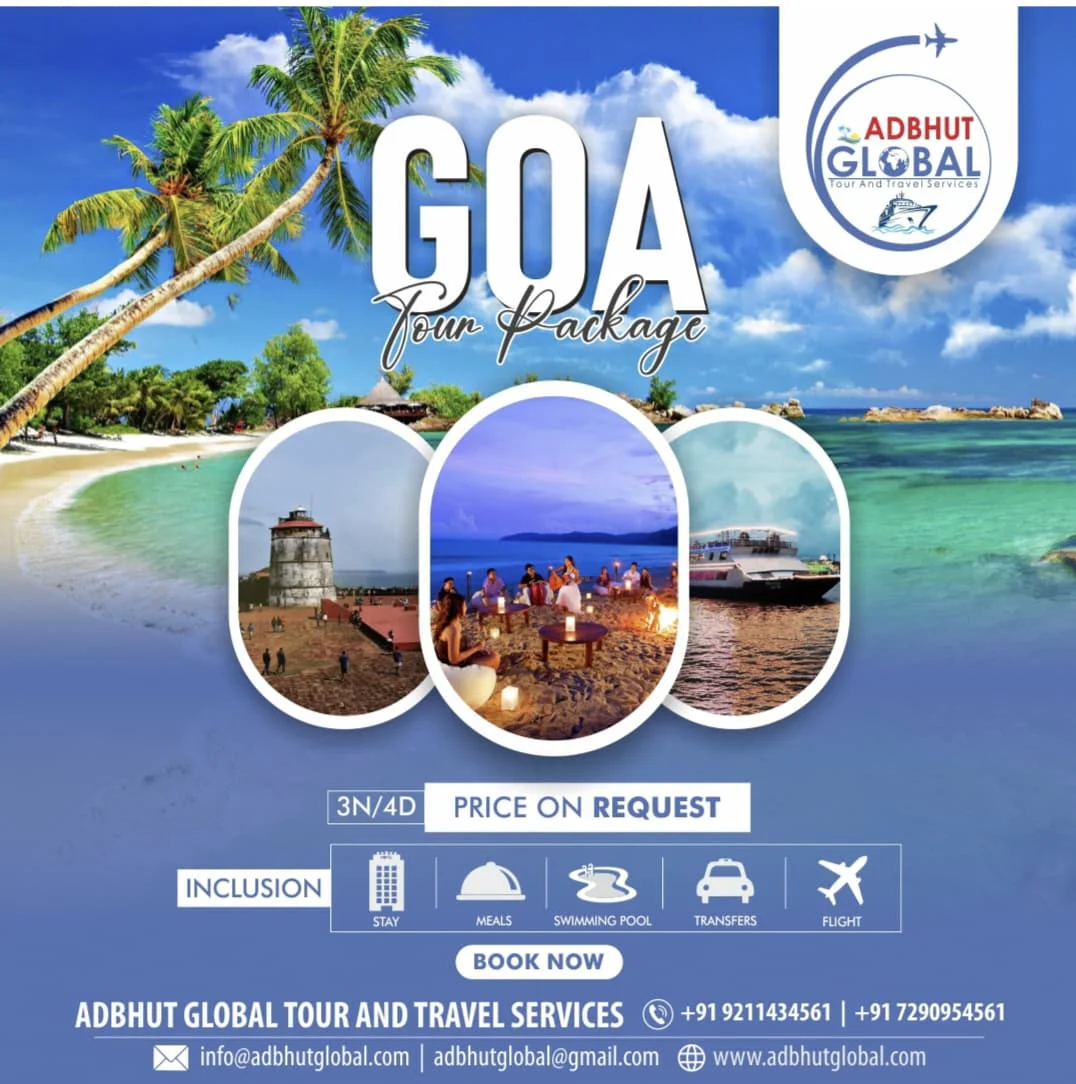 ADBHUT
GLOBAL
Tour And Travel Services
GOA
Tour Package
3N/4D PRICE ON REQUEST
INCLUSION
STAY MEALS SWIMMING POOL TRANSFERS FLIGHT
BOOK NOW
ADBHUT GLOBAL TOUR AND TRAVEL SERVICES +91 9211434561 | +91 7290954561
info@adbhutglobal.com | adbhutglobal@gmail.com www.adbhutglobal.com